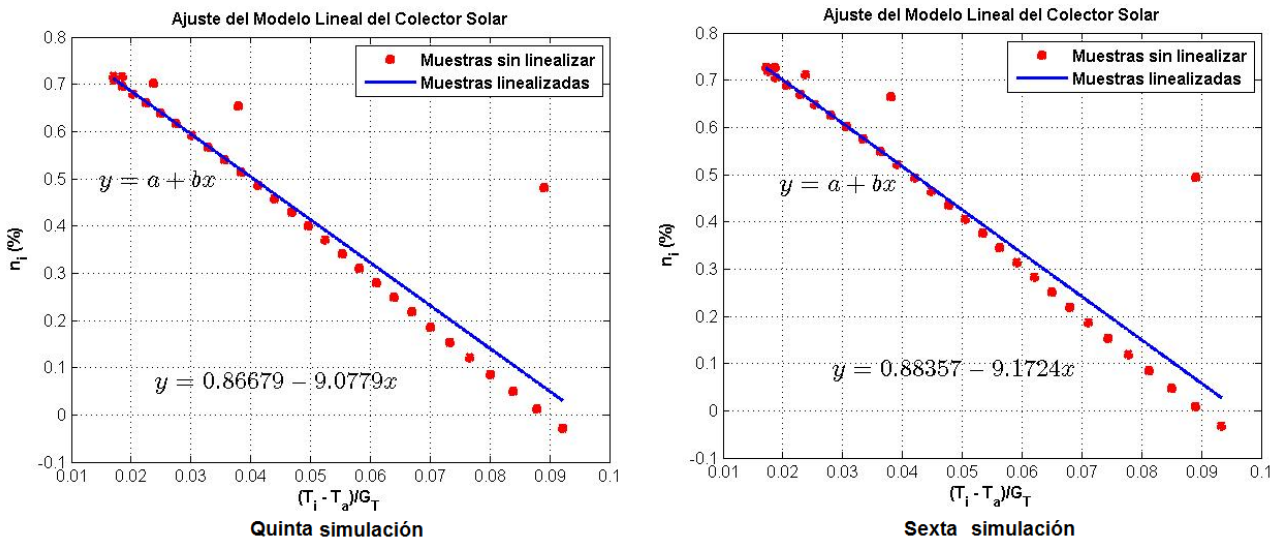 Ajuste del Modelo Lineal del Colector Solar
0.8
0.7
0.6
0.5
0.4
0.3
0.2
0.1
0
-0.1
n_i (%)
Muestras sin linealizar
Muestras linealizadas
y = a + bx
y = 0.86679 − 9.0779x
0.01 0.02 0.03 0.04 0.05 0.06 0.07 0.08 0.09 0.1
(T_i - T_a)/G_T
Quinta simulación
Ajuste del Modelo Lineal del Colector Solar
0.8
0.7
0.6
0.5
0.4
0.3
0.2
0.1
0
-0.1
n_i (%)
Muestras sin linealizar
Muestras linealizadas
y = a + bx
y = 0.88357 − 9.1724x
0.01 0.02 0.03 0.04 0.05 0.06 0.07 0.08 0.09 0.1
(T_i - T_a)/G_T
Sexta simulación